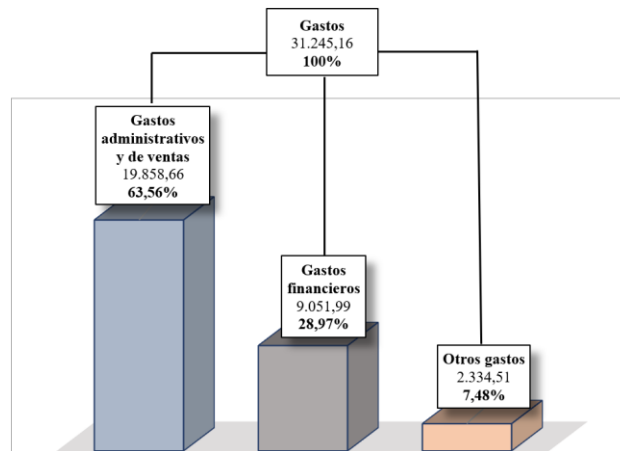 Gastos
31.245,16
100%
Gastos
administrativos
y de ventas
19.858,66
63,56%
Gastos
financieros
9.051,99
28,97%
Otros gastos
2.334,51
7,48%